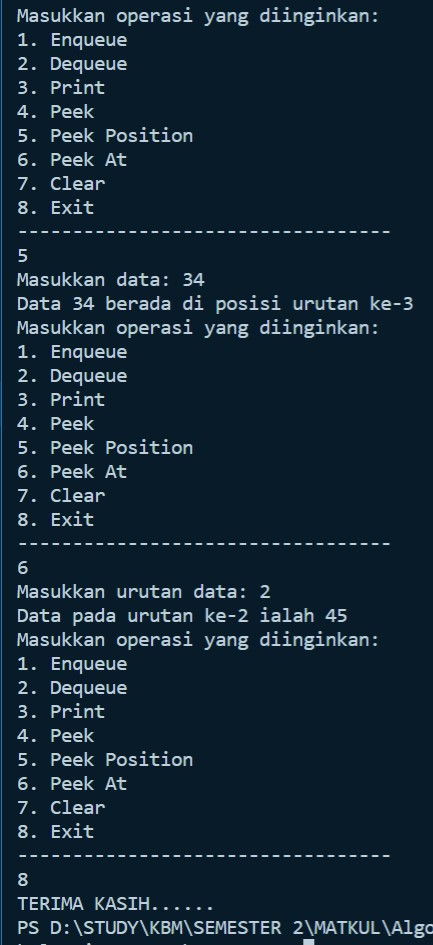 Masukkan operasi yang diinginkan:
1. Enqueue
2. Dequeue
3. Print
4. Peek
5. Peek Position
6. Peek At
7. Clear
8. Exit
----------------------------------
5
Masukkan data: 34
Data 34 berada di posisi urutan ke-3
Masukkan operasi yang diinginkan:
1. Enqueue
2. Dequeue
3. Print
4. Peek
5. Peek Position
6. Peek At
7. Clear
8. Exit
----------------------------------
6
Masukkan urutan data: 2
Data pada urutan ke-2 ialah 45
Masukkan operasi yang diinginkan:
1. Enqueue
2. Dequeue
3. Print
4. Peek
5. Peek Position
6. Peek At
7. Clear
8. Exit
----------------------------------
8
TERIMA KASIH......
PS D:\STUDY\KBM\SEMESTER 2\MATKUL\Algo